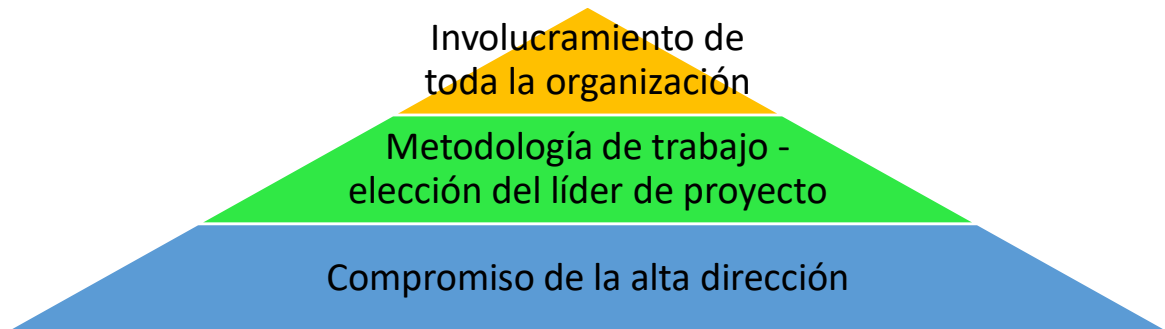 Involucramiento de
toda la organización
Metodología de trabajo -
elección del líder de proyecto
Compromiso de la alta dirección